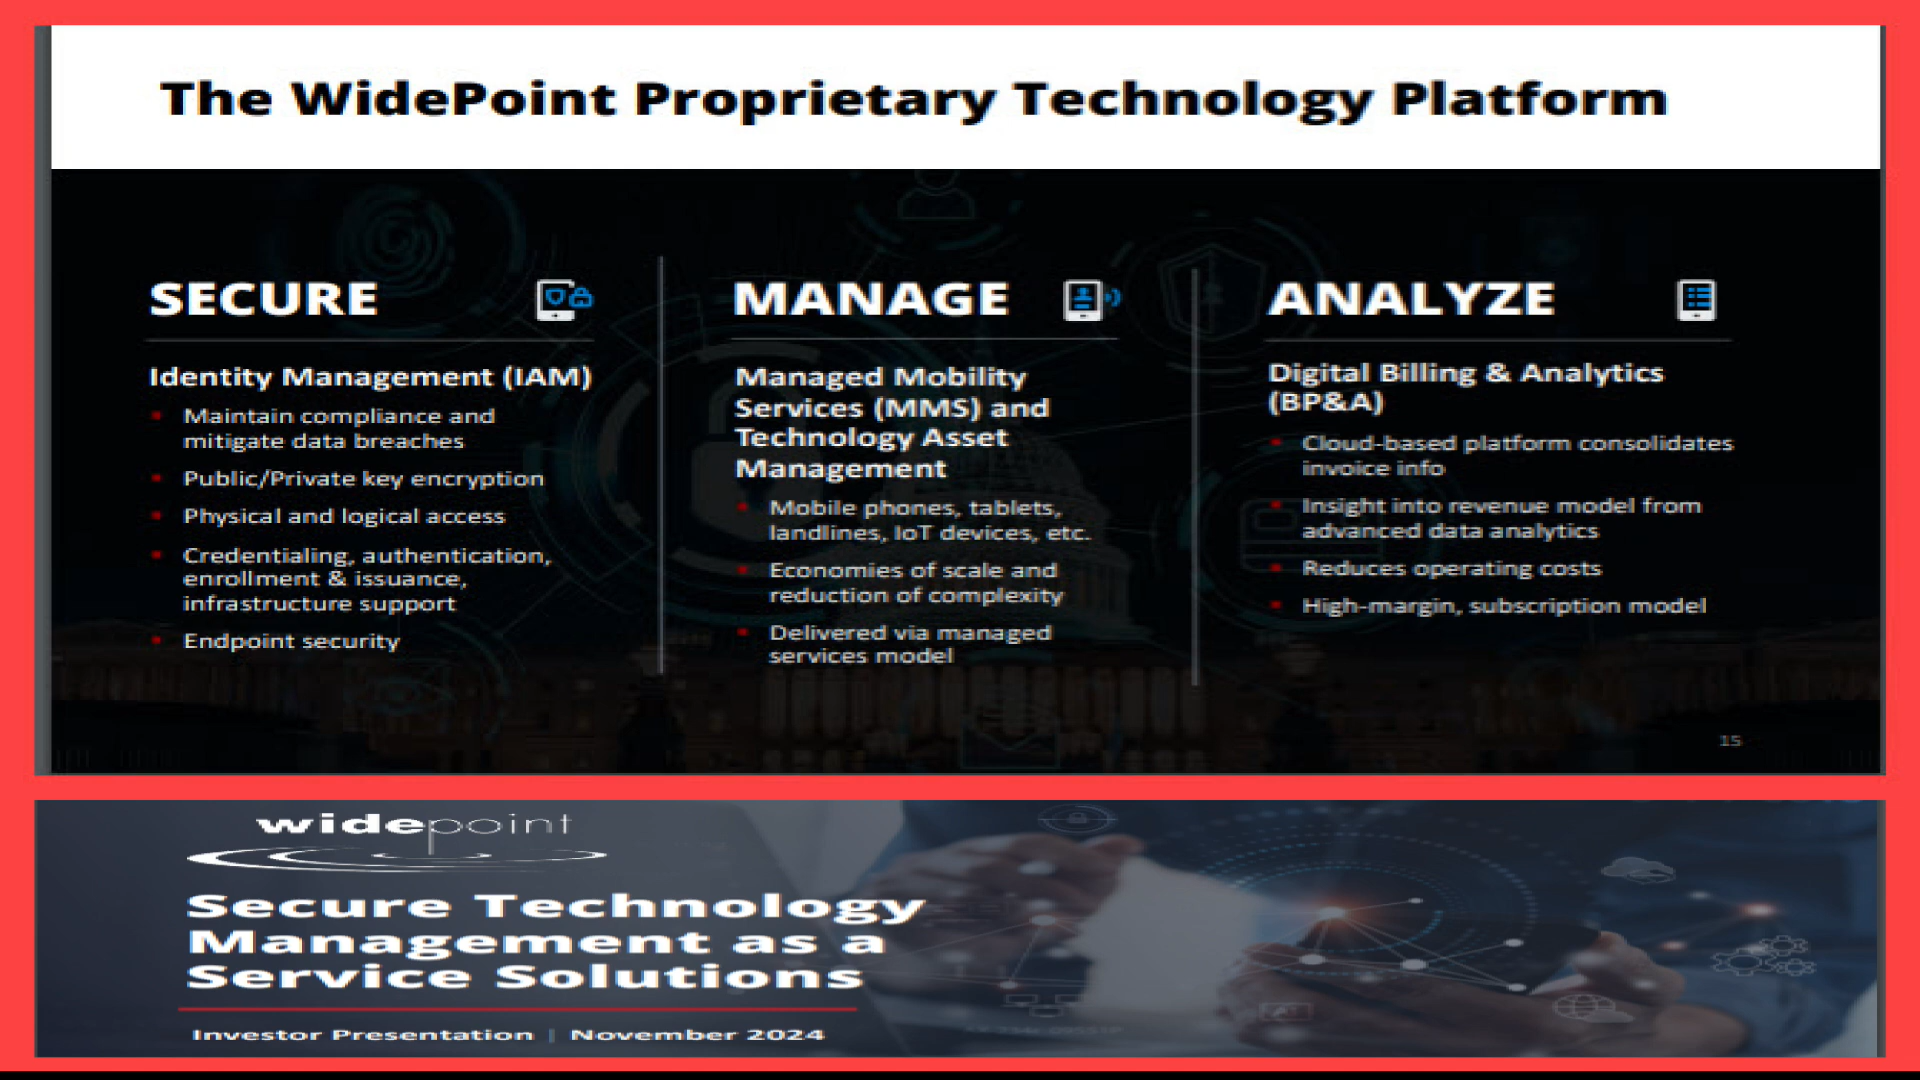 The WidePoint Proprietary Technology Platform
SECURE
Identity Management (IAM)
Maintain compliance and
mitigate data breaches
Public/Private key encryption
Physical and logical access
Credentialing, authentication,
enrollment & issuance,
infrastructure support
Endpoint security
MANAGE
Managed Mobility
Services (MMS) and
Technology Asset
Management
Mobile phones, tablets,
landlines, IoT devices, etc.
Economies of scale and
reduction of complexity
Delivered via managed
services model
ANALYZE
Digital Billing & Analytics
(BP&A)
Cloud-based platform consolidates
invoice info
Insight into revenue model from
advanced data analytics
Reduces operating costs
High-margin, subscription model
15
widepoint
Secure Technology
Management as a
Service Solutions
Investor Presentation | November 2024